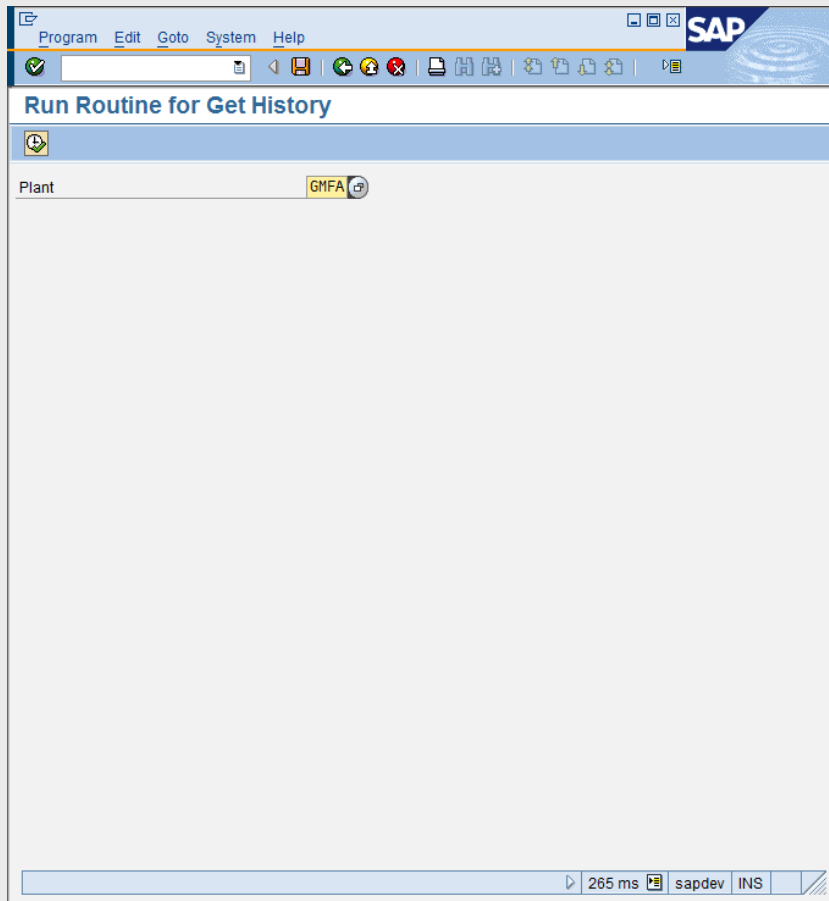 Program Edit Goto System Help
SAP
Run Routine for Get History
Plant GMFA
265 ms sapdev INS